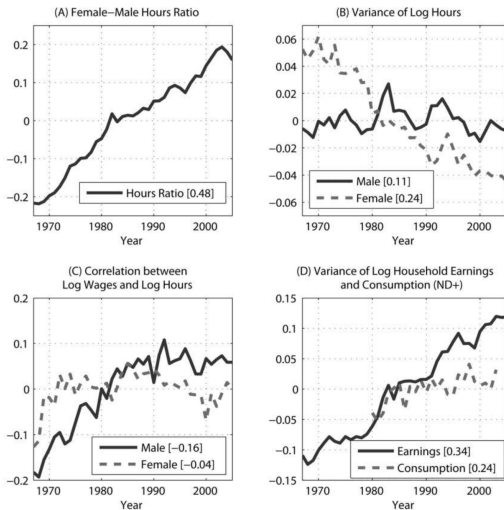 (A) Female−Male Hours Ratio
0.2
0.1
0
−0.1
−0.2
Hours Ratio [0.48]
1970 1980 1990 2000
Year
(B) Variance of Log Hours
0.06
0.04
0.02
0
−0.02
−0.04
−0.06
Male [0.11]
Female [0.24]
1970 1980 1990 2000
Year
(C) Correlation between
Log Wages and Log Hours
0.2
0.1
0
−0.1
−0.2
Male [−0.16]
Female [−0.04]
1970 1980 1990 2000
Year
(D) Variance of Log Household Earnings
and Consumption (ND+)
0.15
0.1
0.05
0
−0.05
−0.1
0.15
Earnings [0.34]
Consumption [0.24]
1970 1980 1990 2000
Year